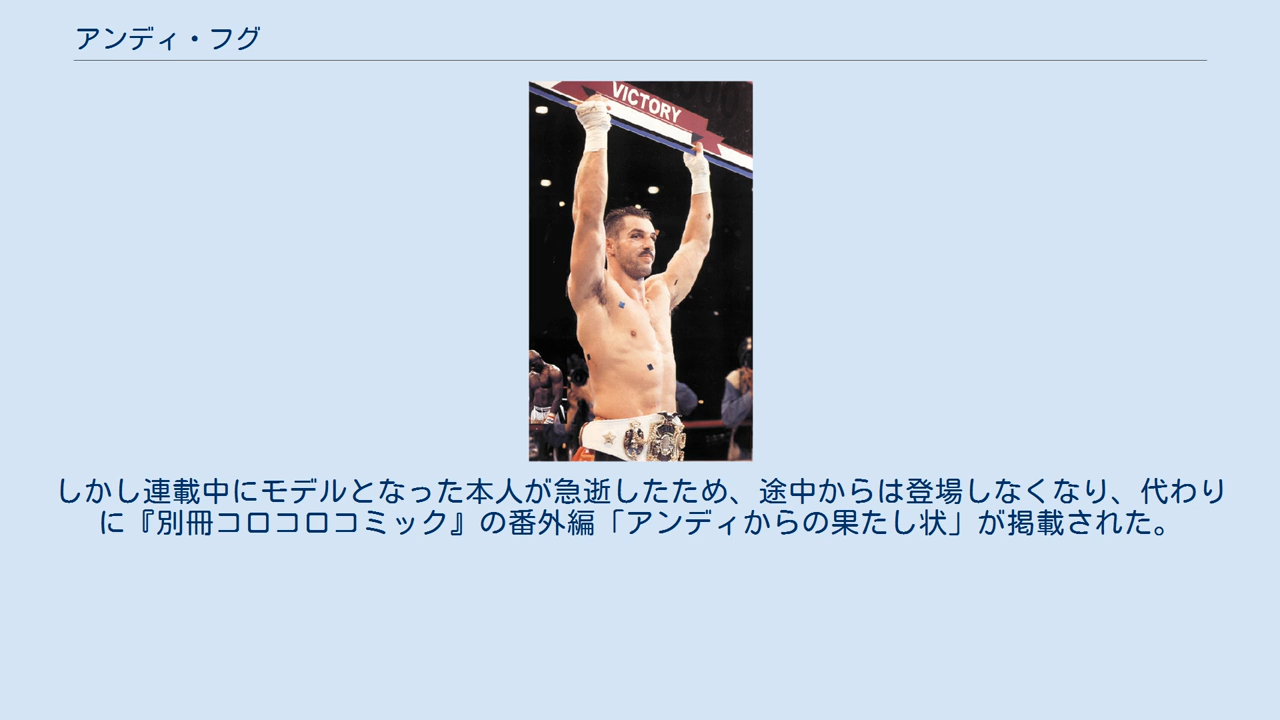 アンディ・フグ
VICTORY
しかし連載中にモデルとなった本人が急逝したため、途中からは登場しなくなり、代わり
に『別冊コロコロコミック』の番外編「アンディからの果たし状」が掲載された。